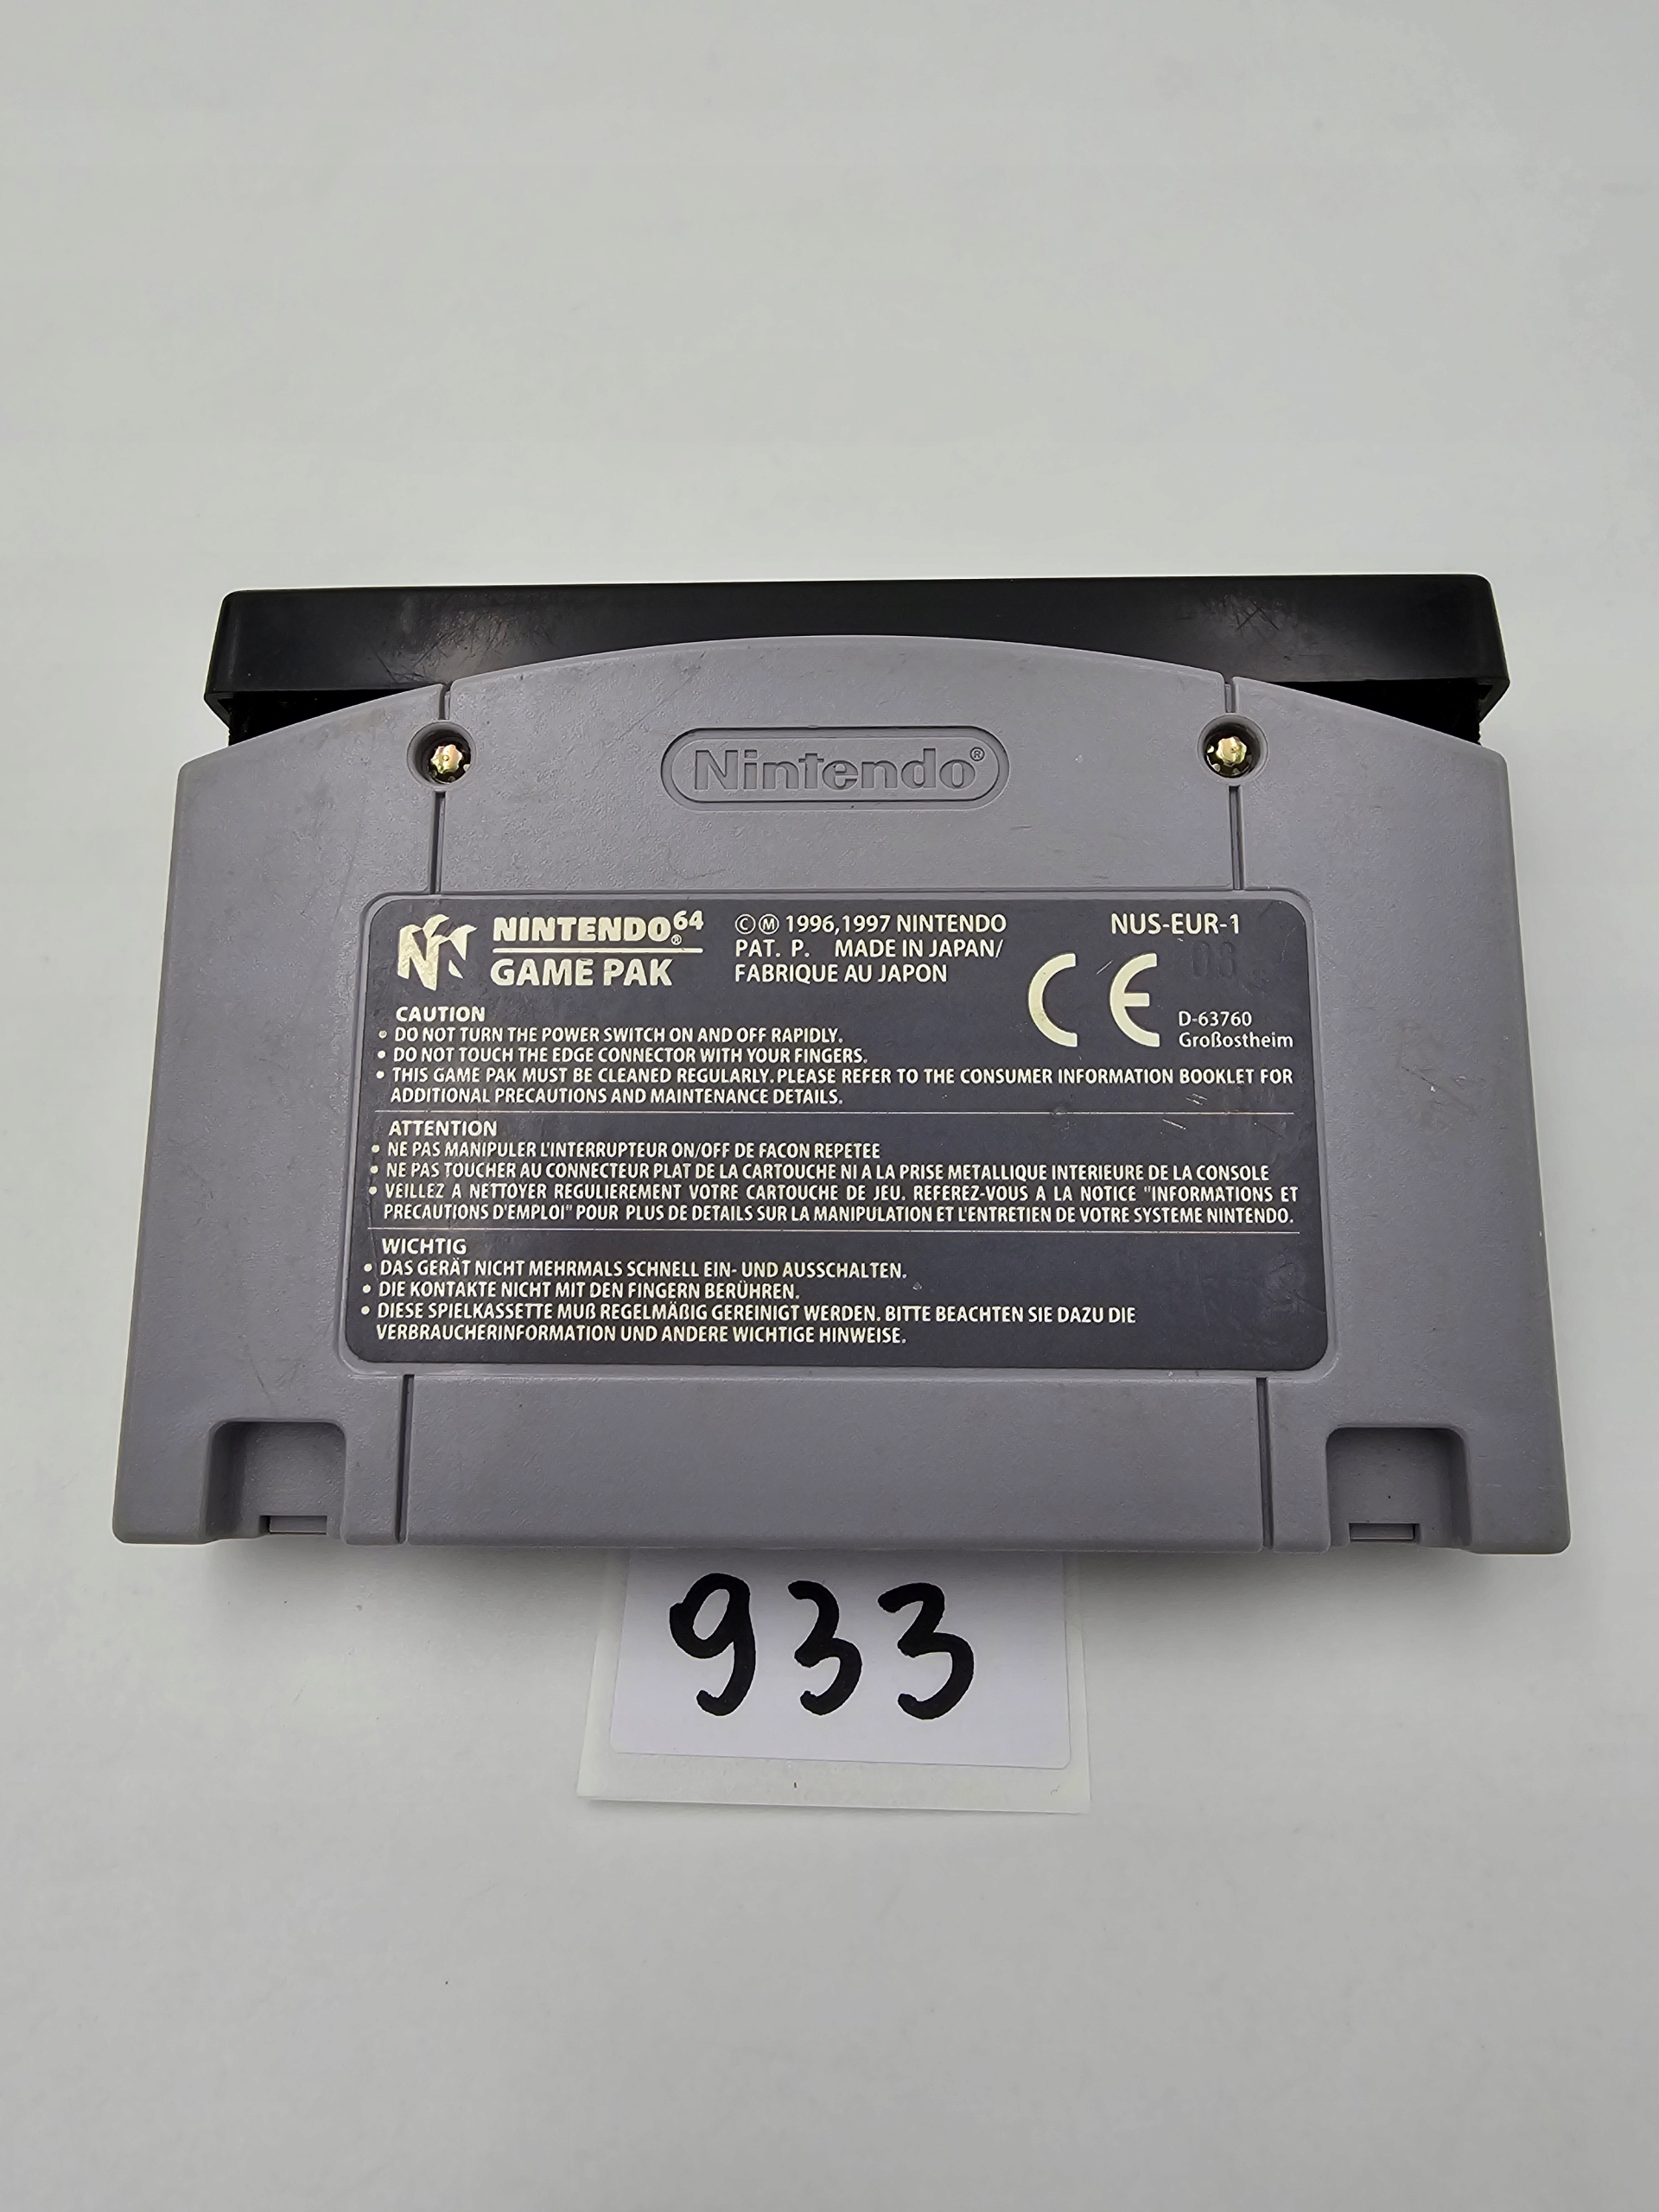 Nintendo®
NINTENDO64®
GAME PAK
©Ⓜ 1996,1997 NINTENDO
PAT. P. MADE IN JAPAN/
FABRIQUE AU JAPON
NUS-EUR-1
08
CE
D-63760
Großostheim
CAUTION
• DO NOT TURN THE POWER SWITCH ON AND OFF RAPIDLY.
• DO NOT TOUCH THE EDGE CONNECTOR WITH YOUR FINGERS.
• THIS GAME PAK MUST BE CLEANED REGULARLY. PLEASE REFER TO THE CONSUMER INFORMATION BOOKLET FOR
ADDITIONAL PRECAUTIONS AND MAINTENANCE DETAILS.
ATTENTION
• NE PAS MANIPULER L'INTERRUPTEUR ON/OFF DE FACON REPETEE
• NE PAS TOUCHER AU CONNECTEUR PLAT DE LA CARTOUCHE NI A LA PRISE METALLIQUE INTERIEURE DE LA CONSOLE
• VEILLEZ A NETTOYER REGULIEREMENT VOTRE CARTOUCHE DE JEU. REFEREZ-VOUS A LA NOTICE "INFORMATIONS ET
PRECAUTIONS D'EMPLOI" POUR PLUS DE DETAILS SUR LA MANIPULATION ET L'ENTRETIEN DE VOTRE SYSTEME NINTENDO.
WICHTIG
• DAS GERÄT NICHT MEHRMALS SCHNELL EIN- UND AUSSCHALTEN.
• DIE KONTAKTE NICHT MIT DEN FINGERN BERÜHREN.
• DIESE SPIELKASSETTE MUß REGELMÄßIG GEREINIGT WERDEN. BITTE BEACHTEN SIE DAZU DIE
VERBRAUCHERINFORMATION UND ANDERE WICHTIGE HINWEISE.
933